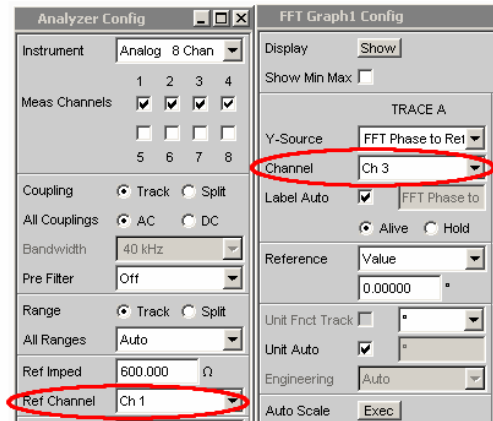 Analyzer Config
Instrument Analog 8 Chan
1 2 3 4
Meas Channels
5 6 7 8
Coupling Track Split
All Couplings AC DC
Bandwidth 40 kHz
Pre Filter Off
Range Track Split
All Ranges Auto
Ref Imped 600.000 Ω
Ref Channel Ch 1
FFT Graph1 Config
Display Show
Show Min Max
TRACE A
Y-Source FFT Phase to Ref
Channel Ch 3
Label Auto FFT Phase to
Alive Hold
Reference Value
0.00000 °
Unit Fnct Track °
Unit Auto °
Engineering Auto
Auto Scale Exec